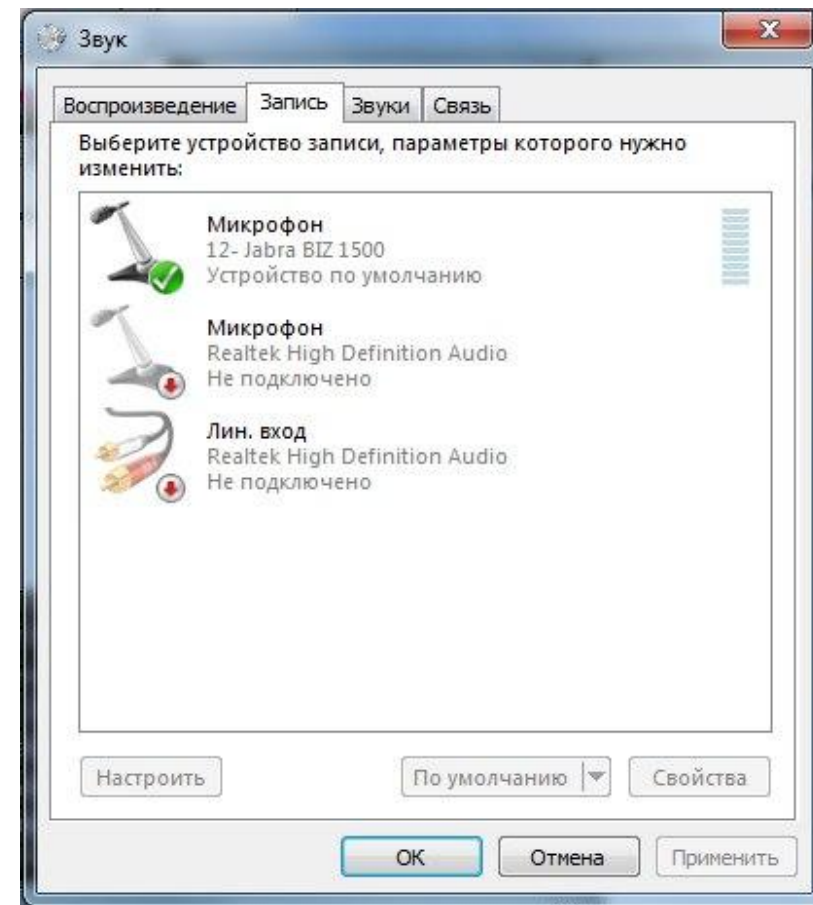 Звук
Воспроизведение Запись Звуки Связь
Выберите устройство записи, параметры которого нужно
изменить:
Микрофон
12- Jabra BIZ 1500
Устройство по умолчанию
Микрофон
Realtek High Definition Audio
Не подключено
Лин. вход
Realtek High Definition Audio
Не подключено
Настроить По умолчанию Свойства
ОК Отмена Применить